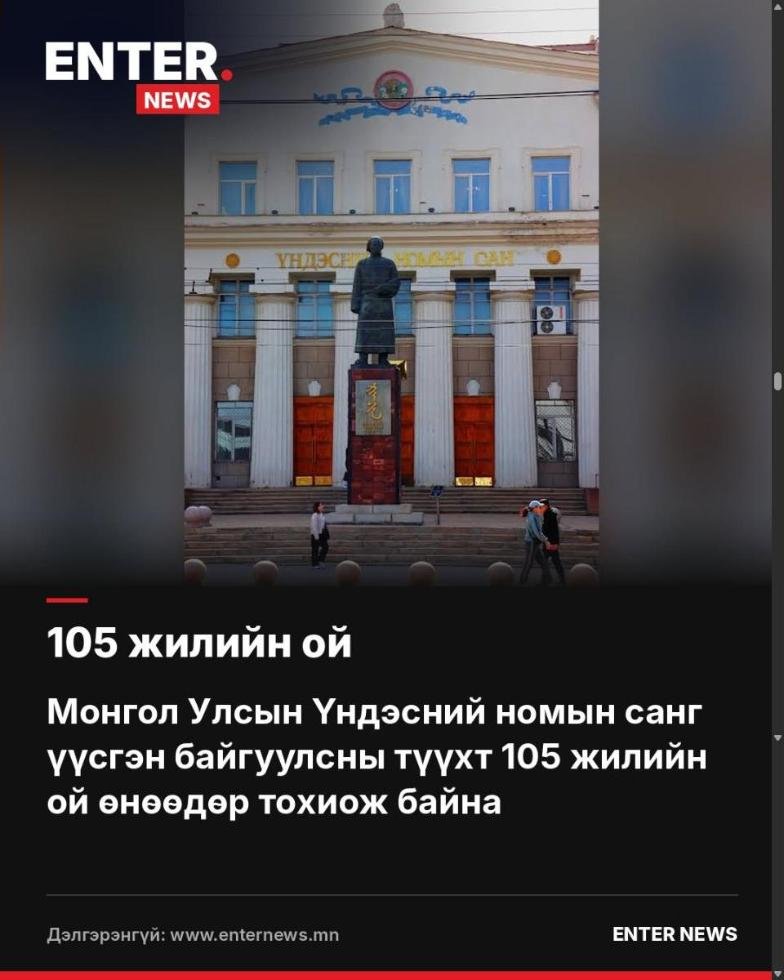 ENTER.
NEWS
ҮНДЭСНИЙ НОМЫН САН
105 жилийн ой
Монгол Улсын Үндэсний номын санг
үүсгэн байгуулсны түүхт 105 жилийн
ой өнөөдөр тохиож байна
Дэлгэрэнгүй: www.enternews.mn
ENTER NEWS